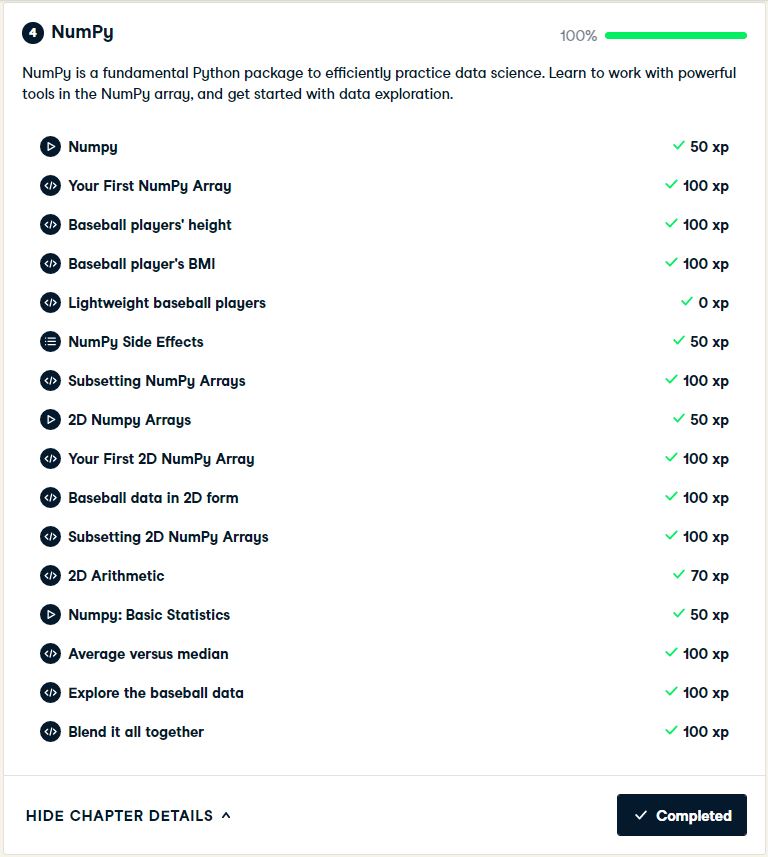 4 NumPy 100%
NumPy is a fundamental Python package to efficiently practice data science. Learn to work with powerful
tools in the NumPy array, and get started with data exploration.
Numpy 50 xp
Your First NumPy Array 100 xp
Baseball players' height 100 xp
Baseball player's BMI 100 xp
Lightweight baseball players 0 xp
NumPy Side Effects 50 xp
Subsetting NumPy Arrays 100 xp
2D Numpy Arrays 50 xp
Your First 2D NumPy Array 100 xp
Baseball data in 2D form 100 xp
Subsetting 2D NumPy Arrays 100 xp
2D Arithmetic 70 xp
Numpy: Basic Statistics 50 xp
Average versus median 100 xp
Explore the baseball data 100 xp
Blend it all together 100 xp
HIDE CHAPTER DETAILS Completed